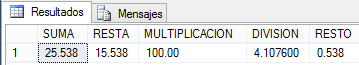 Resultados Mensajes
SUMA RESTA MULTIPLICACION DIVISION RESTO
1 25.538 15.538 100.00 4.107600 0.538